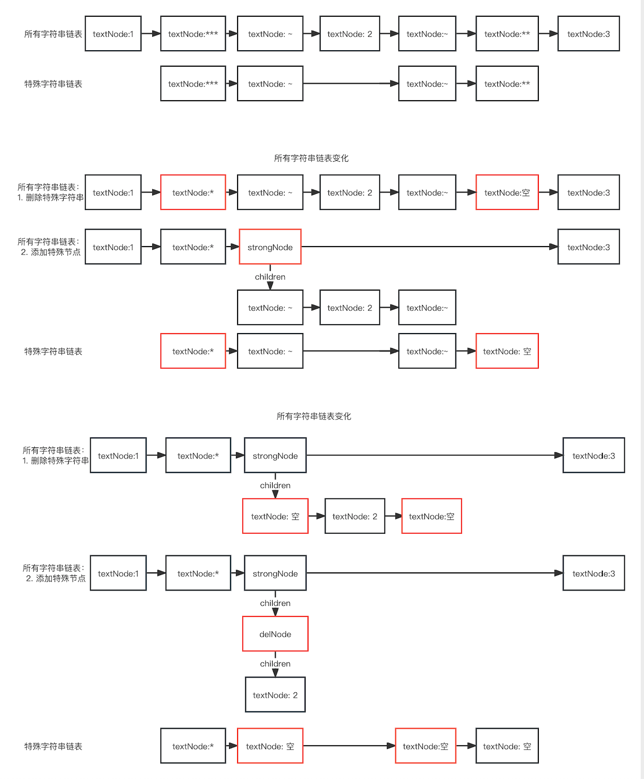 所有字符串链表 textNode:1 textNode:*** textNode: ~ textNode: 2 textNode:~ textNode:** textNode:3
特殊字符串链表 textNode:*** textNode: ~ textNode:~ textNode:**
所有字符串链表变化
所有字符串链表：
1. 删除特殊字符串 textNode:1 textNode:* textNode: ~ textNode: 2 textNode:~ textNode:空 textNode:3
所有字符串链表：
2. 添加特殊节点 textNode:1 textNode:* strongNode textNode:3
children
textNode: ~ textNode: 2 textNode:~
特殊字符串链表 textNode:* textNode: ~ textNode:~ textNode: 空
所有字符串链表变化
所有字符串链表：
1. 删除特殊字符串 textNode:1 textNode:* strongNode textNode:3
children
textNode: 空 textNode: 2 textNode:空
所有字符串链表：
2. 添加特殊节点 textNode:1 textNode:* strongNode textNode:3
children
delNode
children
textNode: 2
特殊字符串链表 textNode:* textNode: 空 textNode:空 textNode: 空